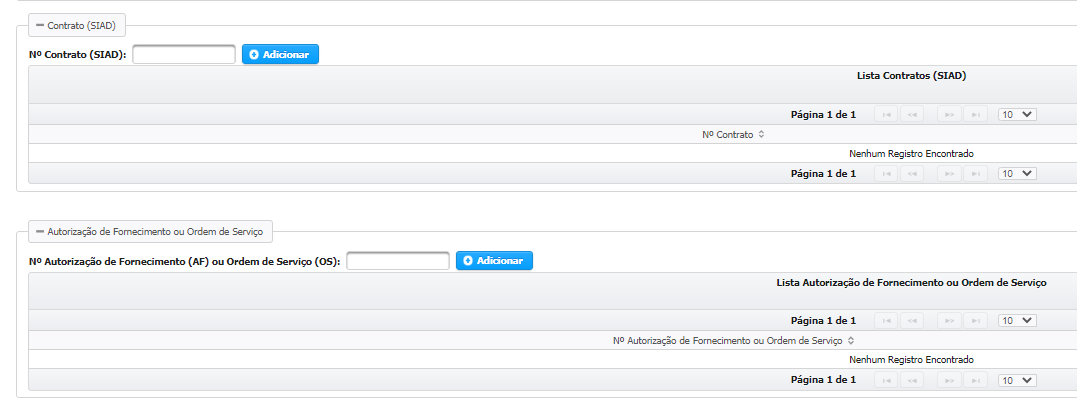 Contrato (SIAD)
Nº Contrato (SIAD): Adicionar
Lista Contratos (SIAD)
Página 1 de 1 10
Nº Contrato
Nenhum Registro Encontrado
Página 1 de 1 10
Autorização de Fornecimento ou Ordem de Serviço
Nº Autorização de Fornecimento (AF) ou Ordem de Serviço (OS): Adicionar
Lista Autorização de Fornecimento ou Ordem de Serviço
Página 1 de 1 10
Nº Autorização de Fornecimento ou Ordem de Serviço
Nenhum Registro Encontrado
Página 1 de 1 10